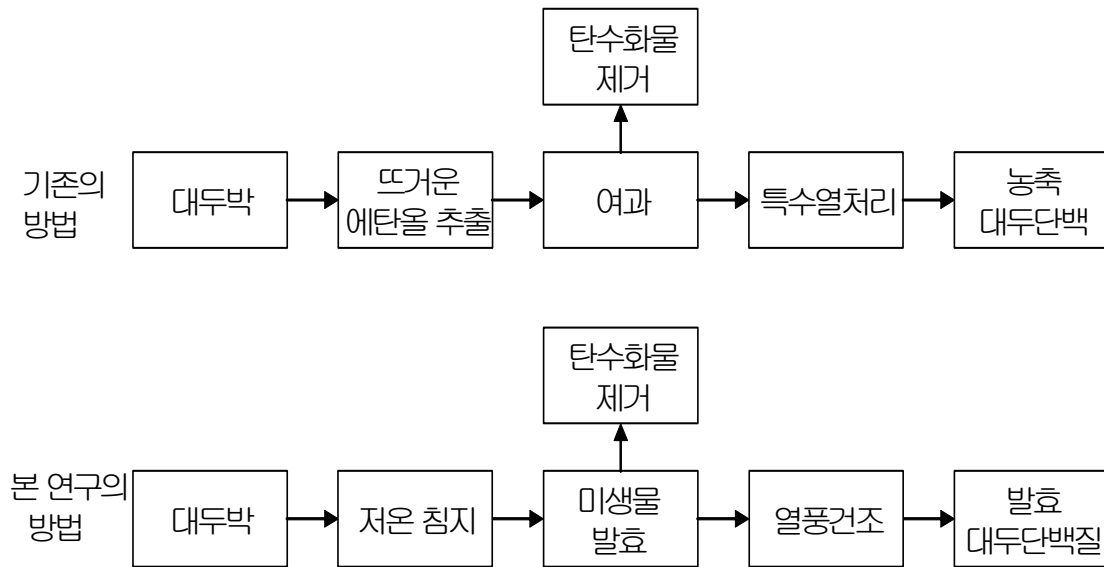 탄수화물
제거
기존의
방법
대두박
뜨거운
에탄올 추출
여과
특수열처리
농축
대두단백
탄수화물
제거
본 연구의
방법
대두박
저온 침지
미생물
발효
열풍건조
발효
대두단백질